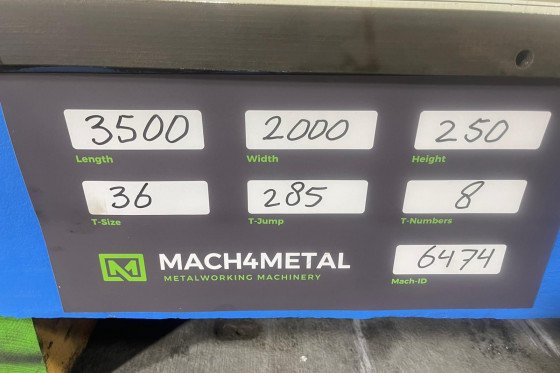 3500 2000 250
Length Width Height
36 285 8
T-Size T-Jump T-Numbers
MACH4METAL 6474
METALWORKING MACHINERY Mach-ID